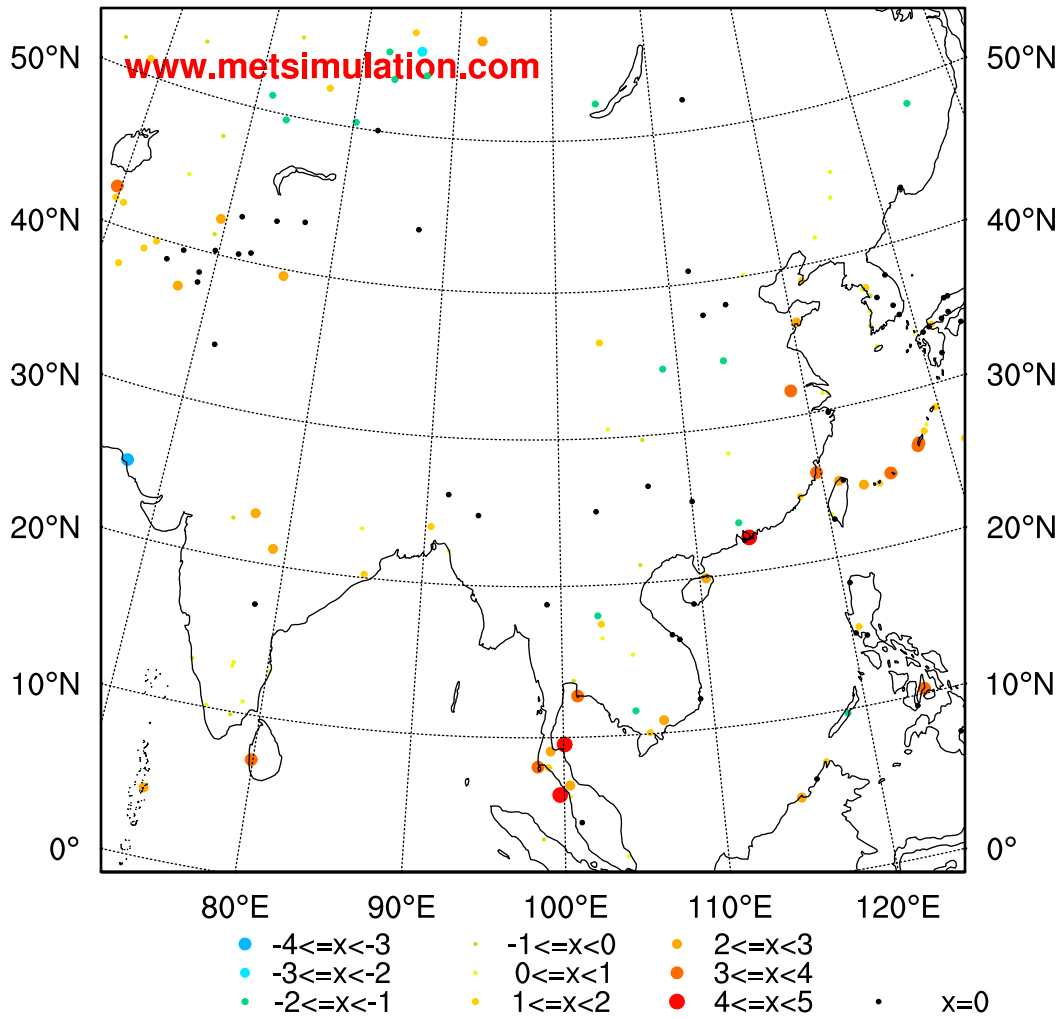 50°N 50°N
www.metsimulation.com
40°N 40°N
30°N 30°N
20°N 20°N
10°N 10°N
0° 0°
80°E 90°E 100°E 110°E 120°E
-4<=x<-3 -1<=x<0 2<=x<3
-3<=x<-2 0<=x<1 3<=x<4
-2<=x<-1 1<=x<2 4<=x<5 x=0